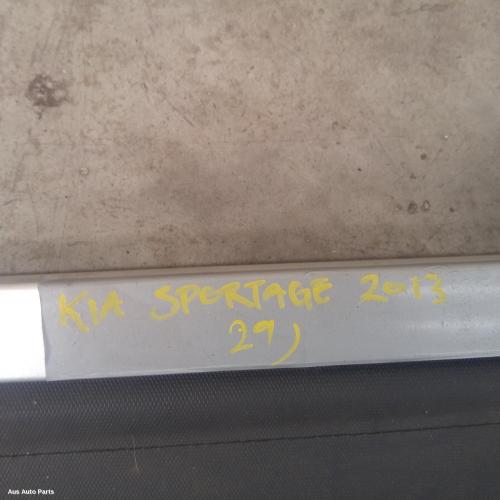 KIA SPORTAGE 2013
29)
Aus Auto Parts